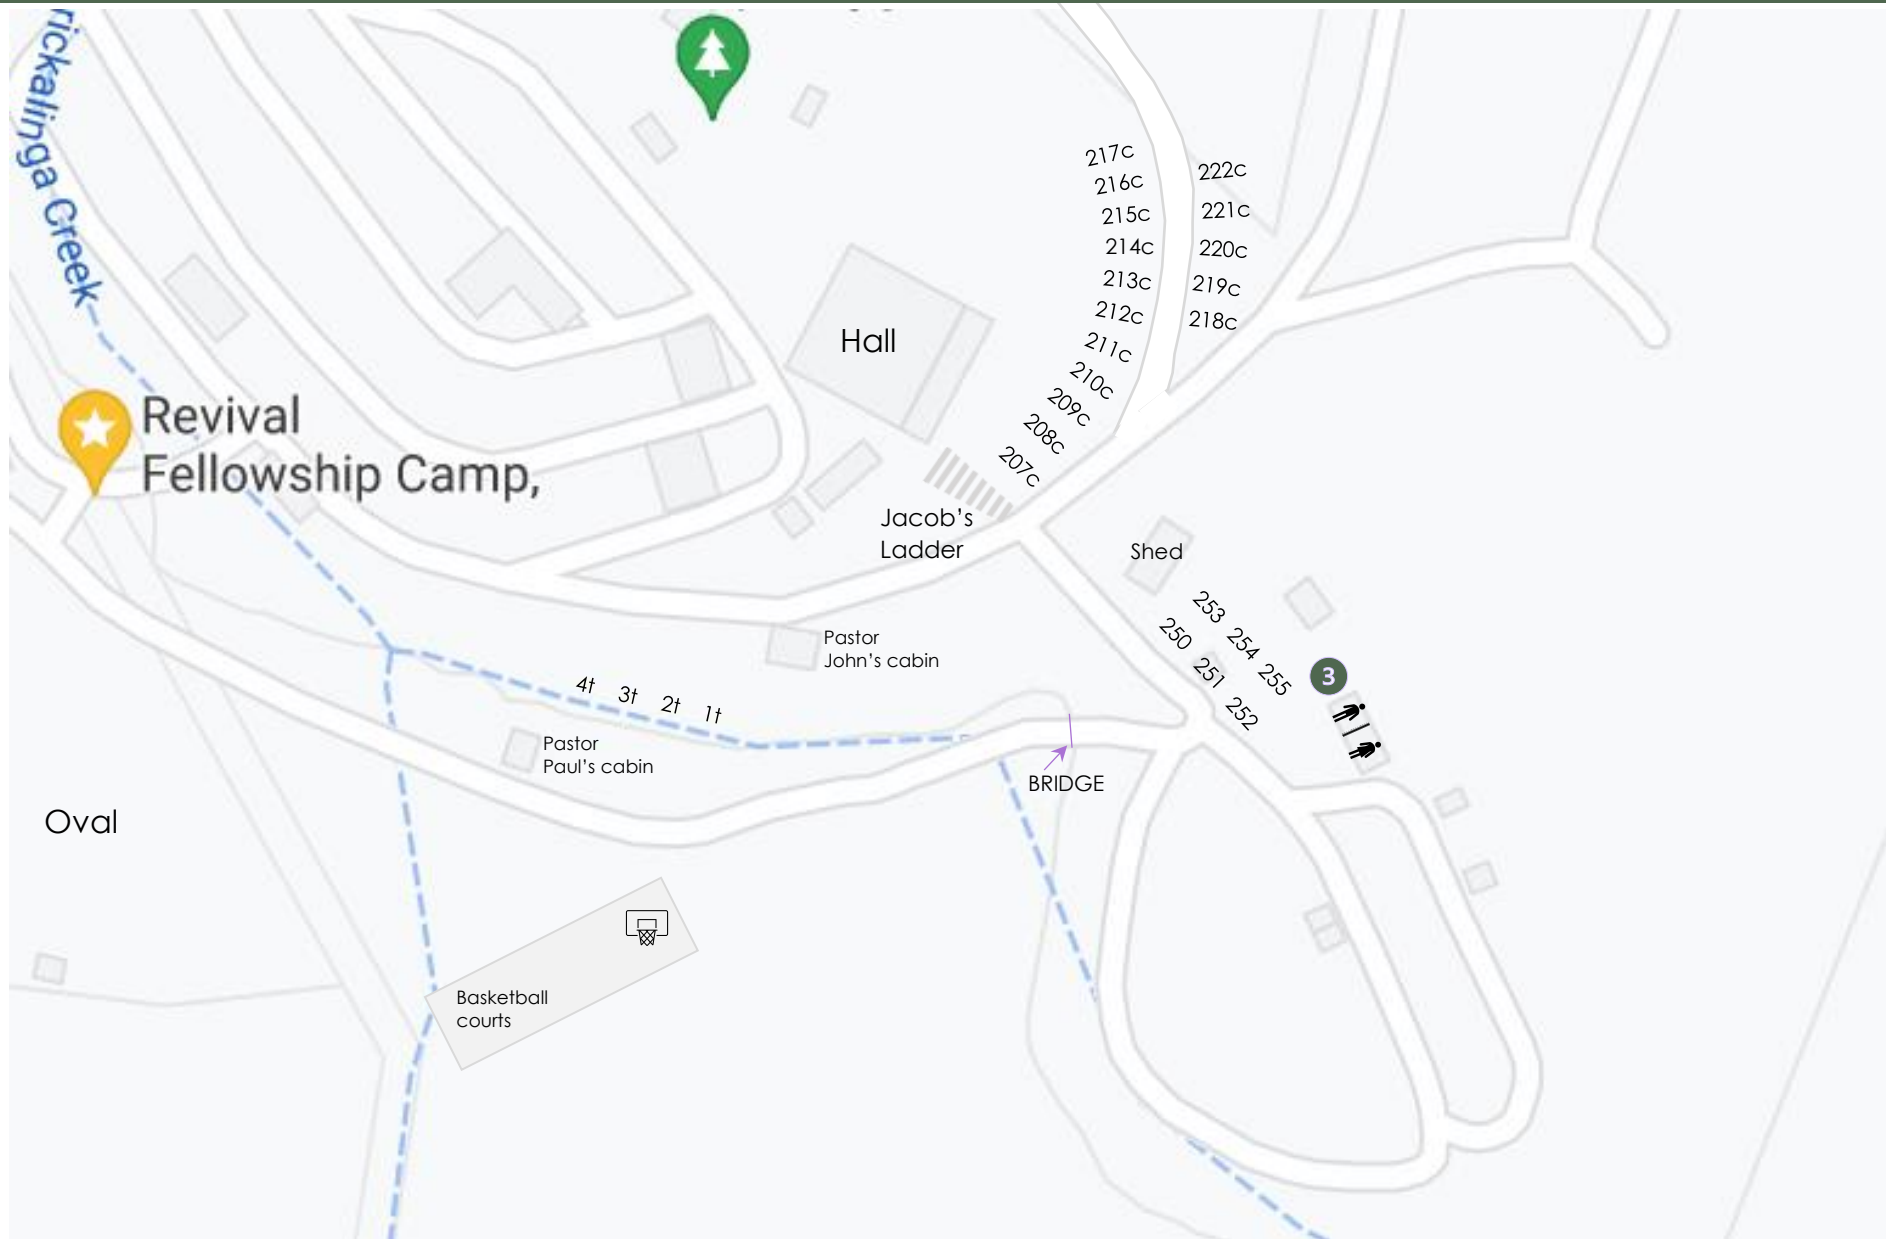 rickalinga Creek
217c
222c
216c
215c
221c
214c
220c
213c
219c
212c
218c
211c
Hall
210c
209c
208c
207c
Revival
Fellowship Camp,
Jacob's
Ladder
Shed
253
250
254
251
255
252
3
Pastor
John's cabin
4t 3t 2t 1t
Pastor
Paul's cabin
BRIDGE
Oval
Basketball
courts